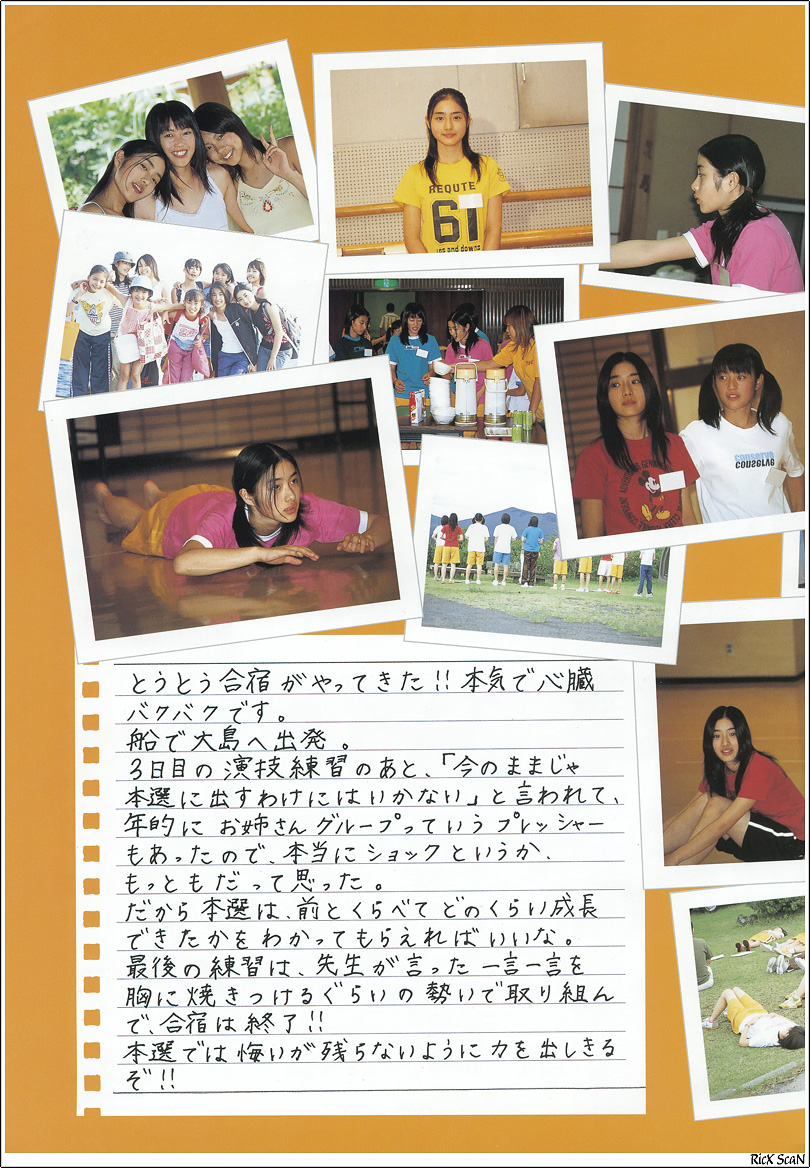 REQUTE
61
ups and downs
conserve
COUSGLAG
とうとう合宿がやってきた!!本気で心臓
バクバクです。
船で大島へ出発。
3日目の演技練習のあと、「今のままじゃ
本選に出すわけにはいかない」と言われて、
年的にお姉さんグループっていうプレッシャー
もあったので、本当にショックというか、
もっともだって思った。
だから本選は、前とくらべてどのくらい成長
できたかをわかってもらえればいいな。
最後の練習は、先生が言った一言一言を
胸に焼きつけるぐらいの勢いで取り組ん
で、合宿は終了!!
本選では悔いが残らないように力を出しきる
ぞ!!
RicX ScaN